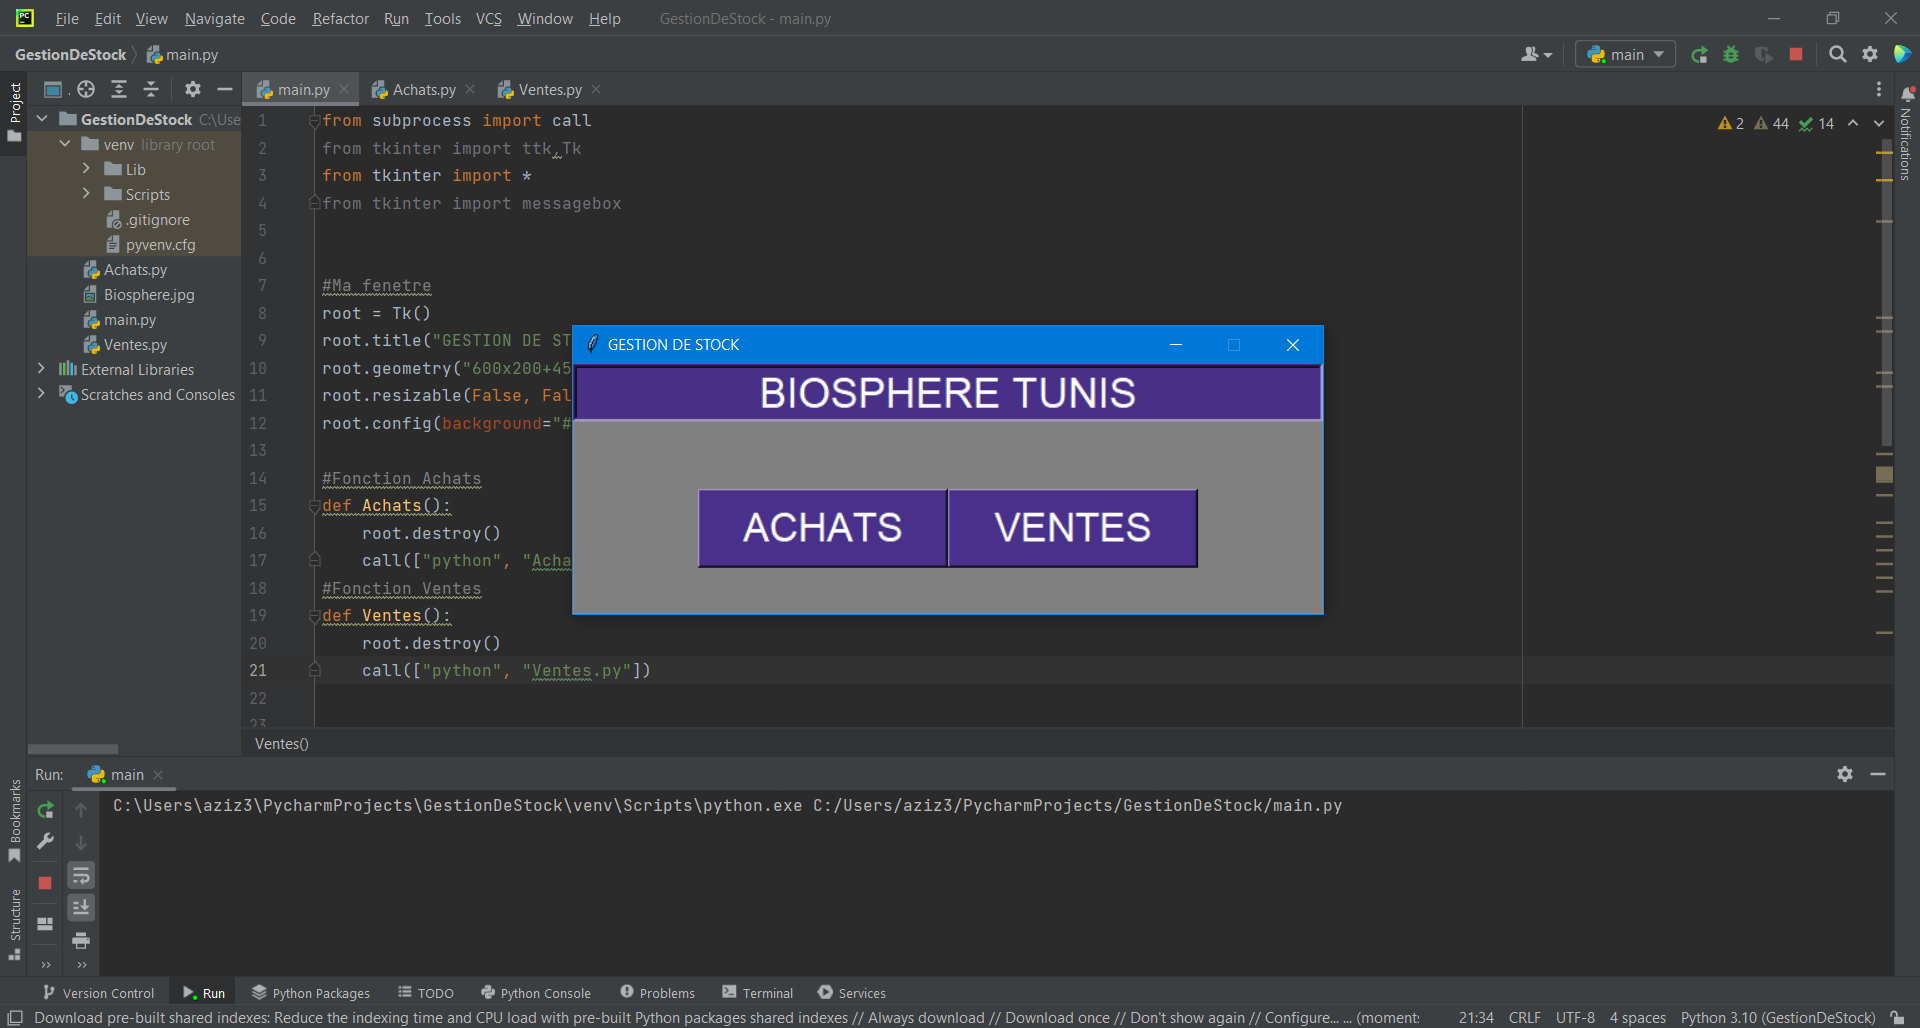 PC
File Edit View Navigate Code Refactor Run Tools VCS Window Help GestionDeStock - main.py
GestionDeStock main.py main
Project
main.py Achats.py Ventes.py
GestionDeStock C:\Use
venv library root
Lib
Scripts
.gitignore
pyvenv.cfg
Achats.py
Biosphere.jpg
main.py
Ventes.py
External Libraries
Scratches and Consoles
2 44 14
Notifications
1 from subprocess import call
2 from tkinter import ttk,Tk
3 from tkinter import *
4 from tkinter import messagebox
5
6
7 #Ma fenetre
8 root = Tk()
9 root.title("GESTION DE ST
10 root.geometry("600x200+45
11 root.resizable(False, Fal
12 root.config(background="#
13
14 #Fonction Achats
15 def Achats():
16 root.destroy()
17 call(["python", "Acha
18 #Fonction Ventes
19 def Ventes():
20 root.destroy()
21 call(["python", "Ventes.py"])
22
23
GESTION DE STOCK
BIOSPHERE TUNIS
ACHATS VENTES
Ventes()
Run: main
C:\Users\aziz3\PycharmProjects\GestionDeStock\venv\Scripts\python.exe C:/Users/aziz3/PycharmProjects/GestionDeStock/main.py
Bookmarks
Structure
Version Control Run Python Packages TODO Python Console Problems Terminal Services
Download pre-built shared indexes: Reduce the indexing time and CPU load with pre-built Python packages shared indexes // Always download // Download once // Don't show again // Configure... ... (moments 21:34 CRLF UTF-8 4 spaces Python 3.10 (GestionDeStock)